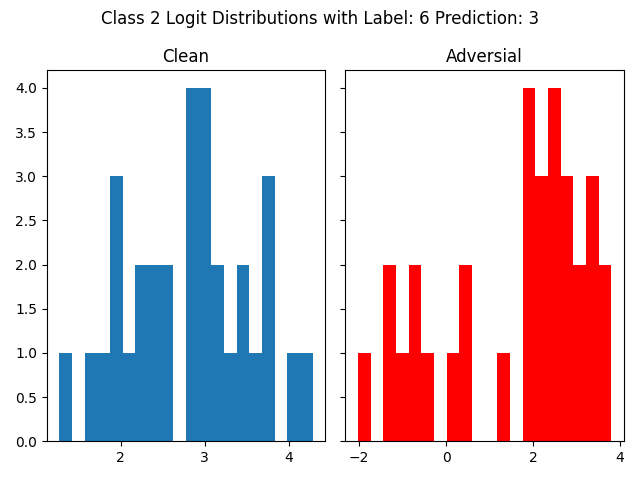 Class 2 Logit Distributions with Label: 6 Prediction: 3
Clean
Adversial
4.0
3.5
3.0
2.5
2.0
1.5
1.0
0.5
0.0
2 3 4
−2 0 2 4